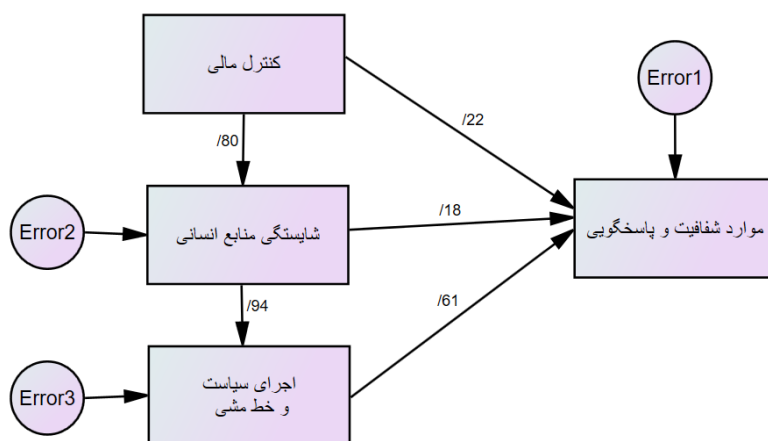 کنترل مالی
Error1
/22
/80
Error2
شایستگی منابع انسانی
/18
موارد شفافیت و پاسخگویی
/94
/61
Error3
اجرای سیاست
و خط مشی